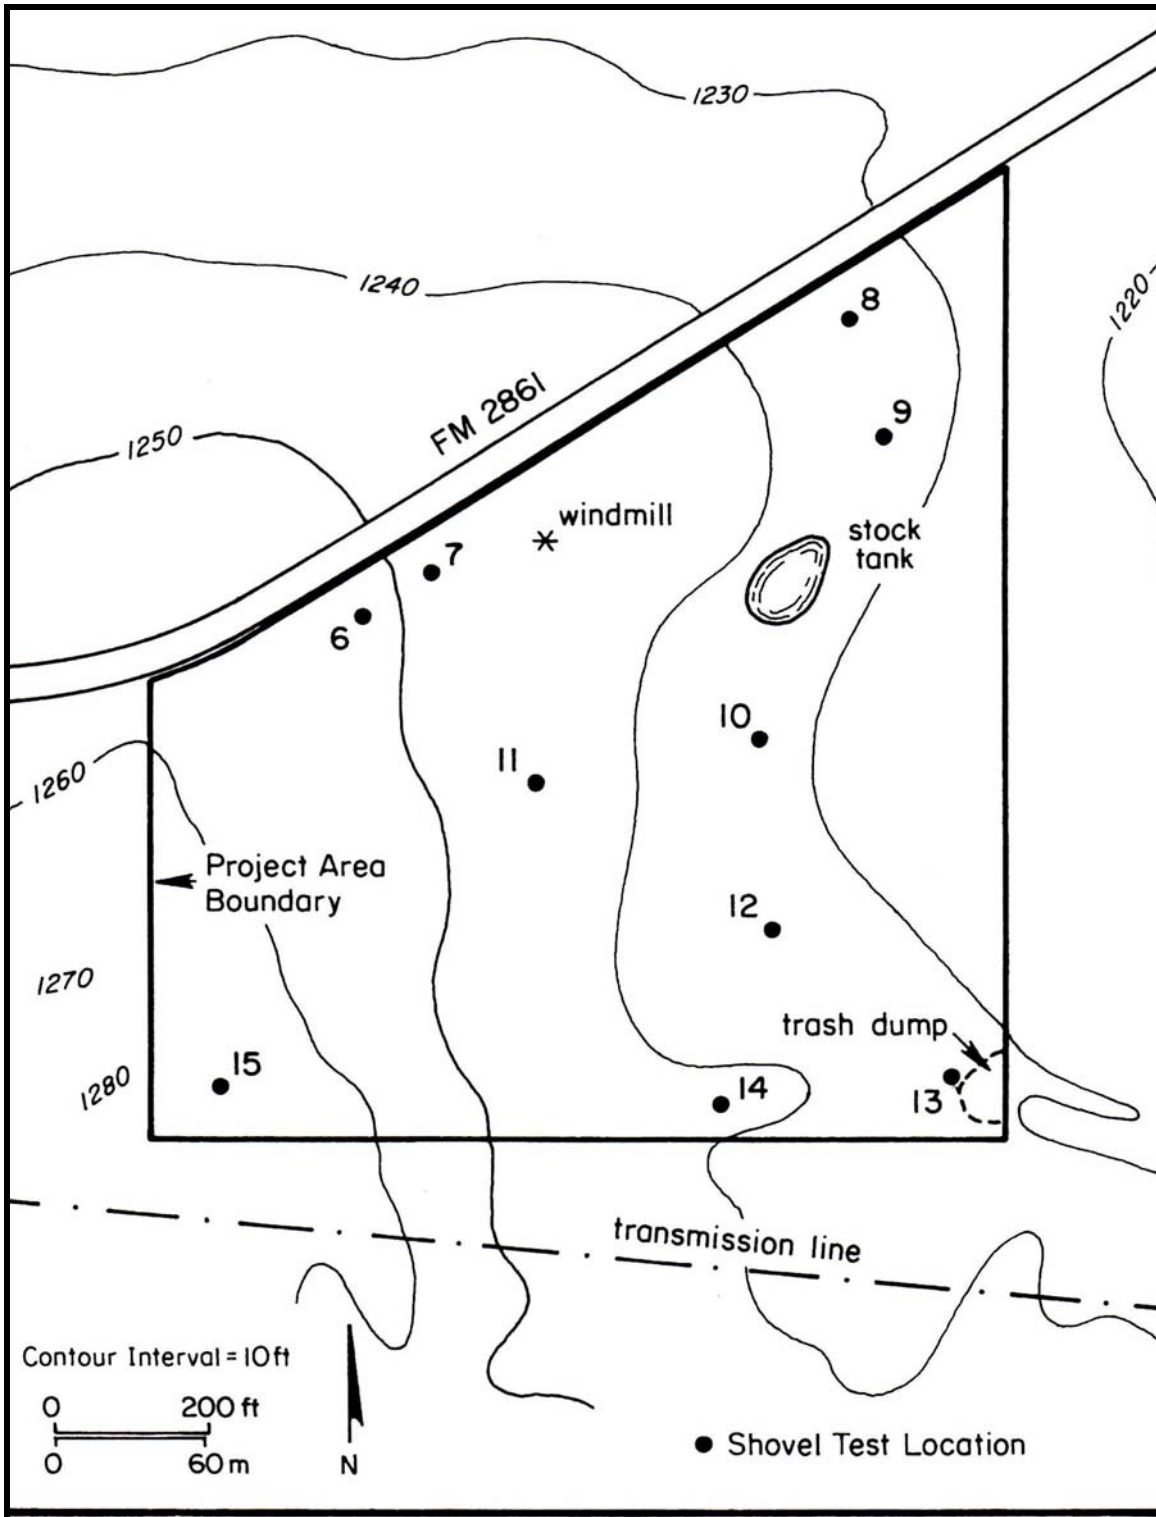 1230
1240
1220
8
FM 2861
9
1250
windmill
stock
tank
7
6
10
11
1260
Project Area
Boundary
12
1270
trash dump
15
1280
14
13
transmission line
Contour Interval = 10 ft
0 200 ft
0 60 m
N
Shovel Test Location